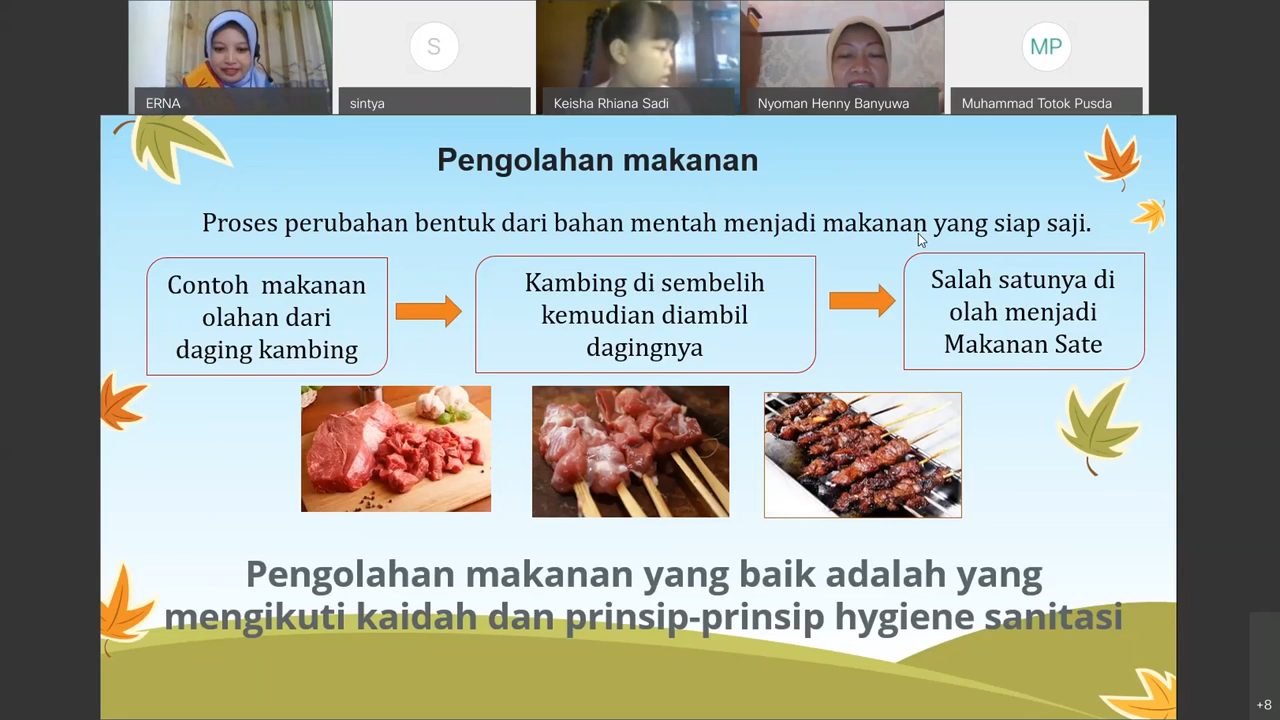 S
MP
ERNA
sintya
Keisha Rhiana Sadi
Nyoman Henny Banyuwa
Muhammad Totok Pusda
Pengolahan makanan
Proses perubahan bentuk dari bahan mentah menjadi makanan yang siap saji.
Contoh makanan
olahan dari
daging kambing
Kambing di sembelih
kemudian diambil
dagingnya
Salah satunya di
olah menjadi
Makanan Sate
Pengolahan makanan yang baik adalah yang
mengikuti kaidah dan prinsip-prinsip hygiene sanitasi
+8